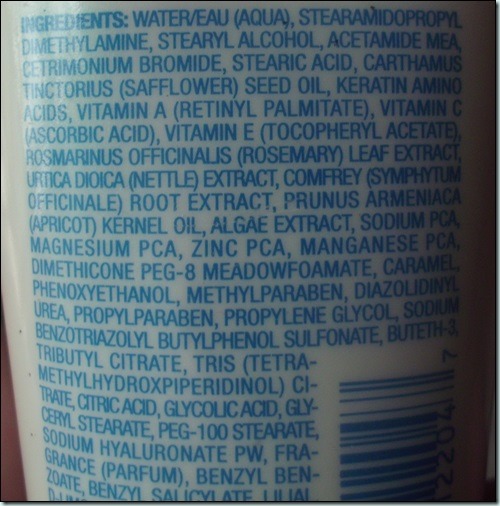 INGREDIENTS: WATER/EAU (AQUA), STEARAMIDOPROPYL
DIMETHYLAMINE, STEARYL ALCOHOL, ACETAMIDE MEA,
CETRIMONIUM BROMIDE, STEARIC ACID, CARTHAMUS
TINCTORIUS (SAFFLOWER) SEED OIL, KERATIN AMINO
ACIDS, VITAMIN A (RETINYL PALMITATE), VITAMIN C
(ASCORBIC ACID), VITAMIN E (TOCOPHERYL ACETATE),
ROSMARINUS OFFICINALIS (ROSEMARY) LEAF EXTRACT,
URTICA DIOICA (NETTLE) EXTRACT, COMFREY (SYMPHYTUM
OFFICINALE) ROOT EXTRACT, PRUNUS ARMENIACA
(APRICOT) KERNEL OIL, ALGAE EXTRACT, SODIUM PCA,
MAGNESIUM PCA, ZINC PCA, MANGANESE PCA,
DIMETHICONE PEG-8 MEADOWFOAMATE, CARAMEL,
PHENOXYETHANOL, METHYLPARABEN, DIAZOLIDINYL
UREA, PROPYLPARABEN, PROPYLENE GLYCOL, SODIUM
BENZOTRIAZOLYL BUTYLPHENOL SULFONATE, BUTETH-3,
TRIBUTYL CITRATE, TRIS (TETRA-
METHYLHYDROXPIPERIDINOL) CI-
TRATE, CITRIC ACID, GLYCOLIC ACID, GLY-
CERYL STEARATE, PEG-100 STEARATE,
SODIUM HYALURONATE PW, FRA-
GRANCE (PARFUM), BENZYL BEN-
ZOATE, BENZYL SALICYLATE, LILIAL,
7